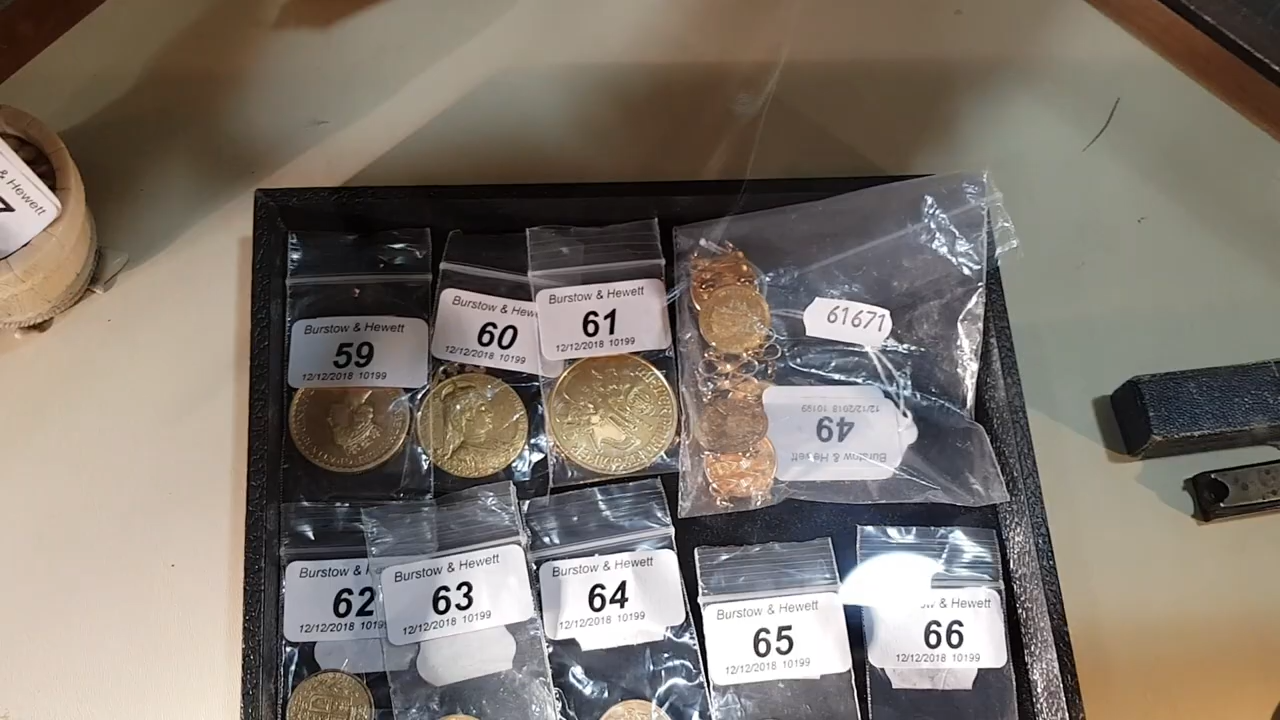 & Hewett
7
Burstow & Hewett
59
12/12/2018 10199
Burstow & Hew
60
12/12/2018 10199
Burstow & Hewett
61
12/12/2018 10199
61671
Burstow & Hewett
49
12/12/2018 10199
Burstow & H
62
12/12/2018 1019
Burstow & Hewett
63
12/12/2018 10199
Burstow & Hewett
64
12/12/2018 10199
Burstow & Hewett
65
12/12/2018 10199
& Hewett
66
12/12/2018 10199